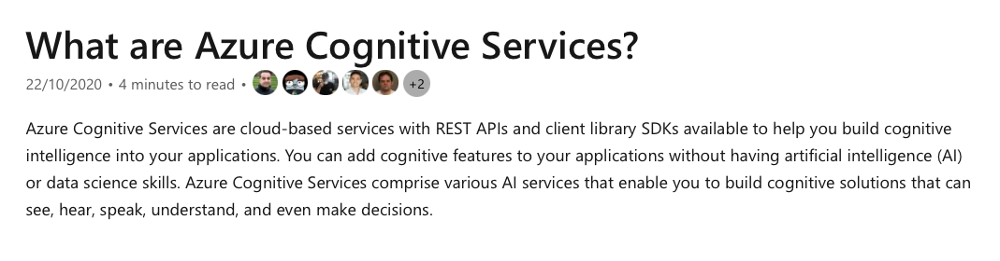 What are Azure Cognitive Services?
22/10/2020 • 4 minutes to read • +2
Azure Cognitive Services are cloud-based services with REST APIs and client library SDKs available to help you build cognitive
intelligence into your applications. You can add cognitive features to your applications without having artificial intelligence (AI)
or data science skills. Azure Cognitive Services comprise various AI services that enable you to build cognitive solutions that can
see, hear, speak, understand, and even make decisions.